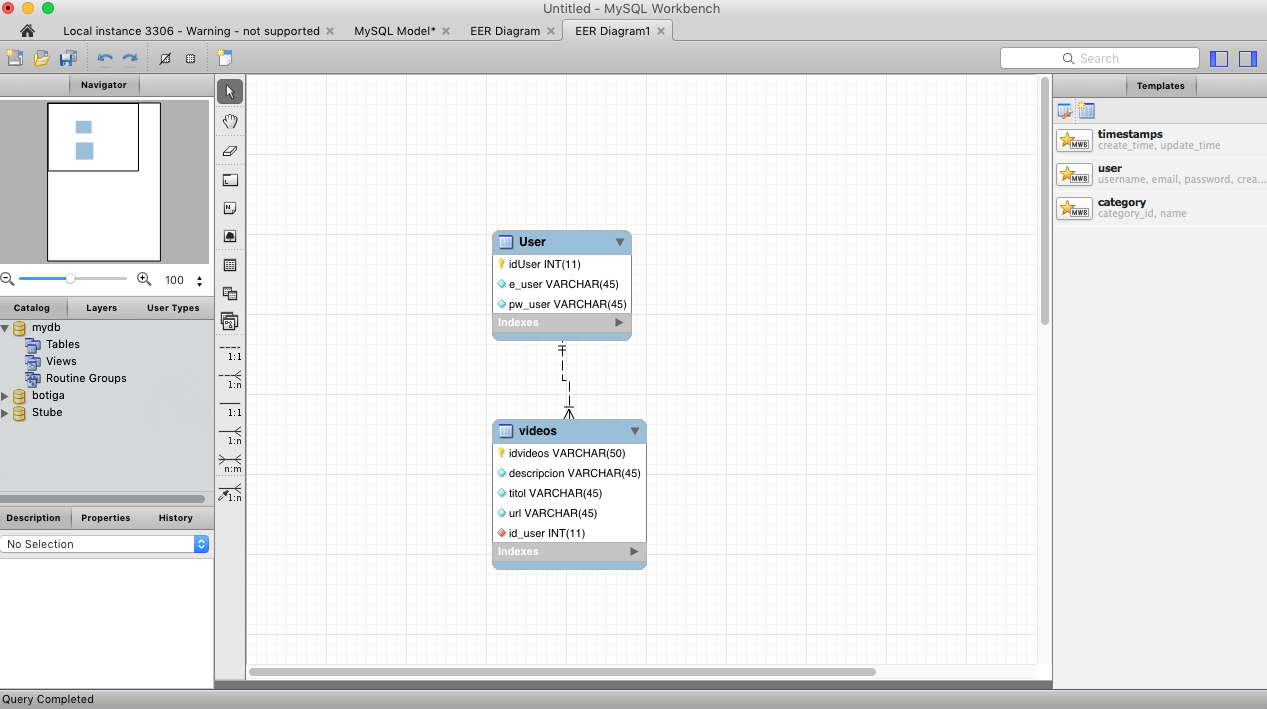 Untitled - MySQL Workbench
Local instance 3306 - Warning - not supported
MySQL Model*
EER Diagram
EER Diagram1
Search
Navigator
100
Catalog Layers User Types
mydb
Tables
Views
Routine Groups
botiga
Stube
Description Properties History
No Selection
1:1
1:n
1:1
1:n
n:m
1:n
User
idUser INT(11)
e_user VARCHAR(45)
pw_user VARCHAR(45)
Indexes
videos
idvideos VARCHAR(50)
descripcion VARCHAR(45)
titol VARCHAR(45)
url VARCHAR(45)
id_user INT(11)
Indexes
Templates
MWB
timestamps
create_time, update_time
MWB
user
username, email, password, crea...
MWB
category
category_id, name
Query Completed